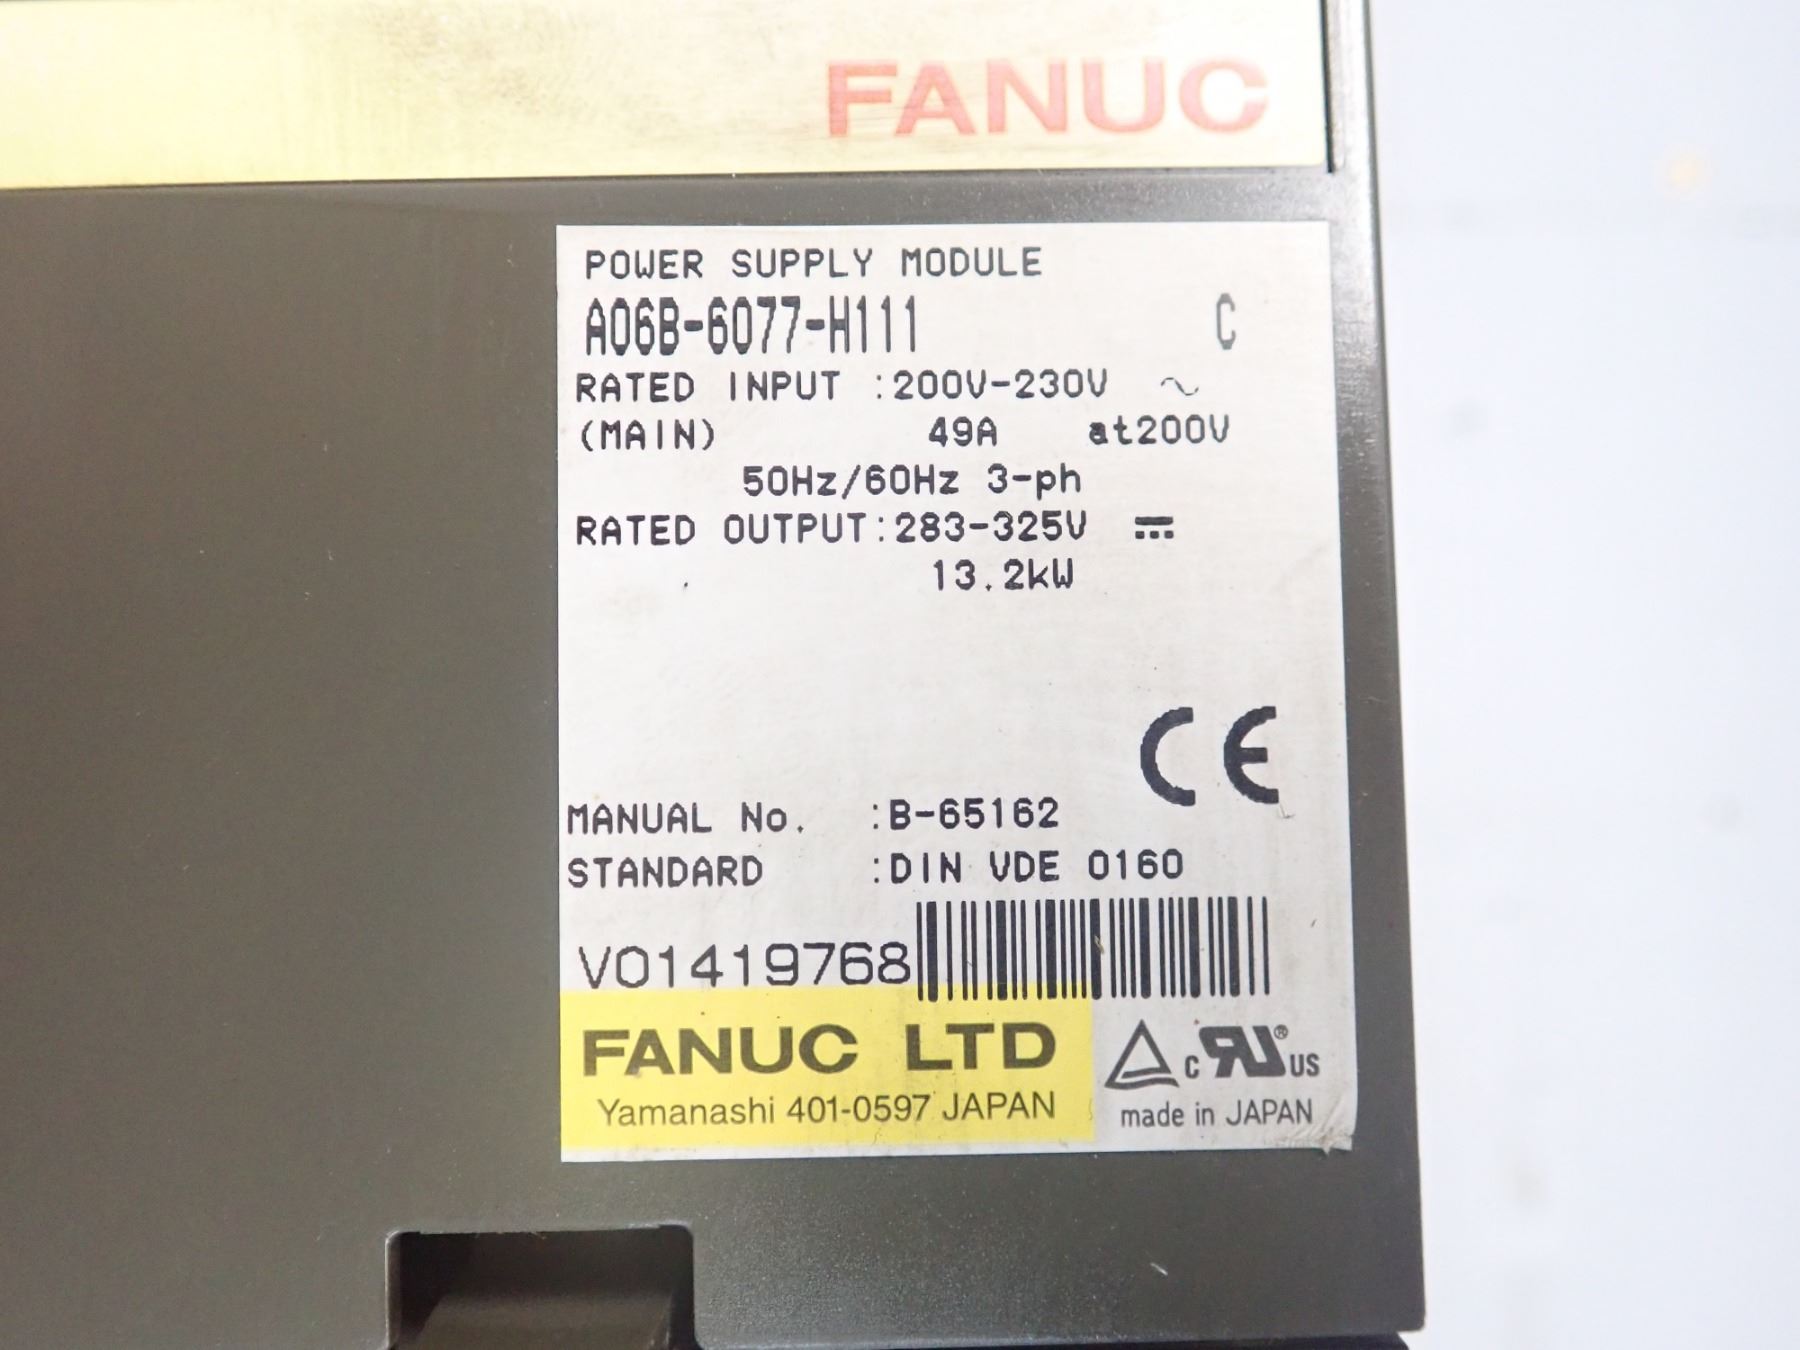 FANUC
POWER SUPPLY MODULE
A06B-6077-H111 C
RATED INPUT :200V-230V ~
(MAIN) 49A at200V
50Hz/60Hz 3-ph
RATED OUTPUT:283-325V ⎓
13.2kW
CE
MANUAL No. :B-65162
STANDARD :DIN VDE 0160
V01419768
FANUC LTD
c RU® US
Yamanashi 401-0597 JAPAN
made in JAPAN